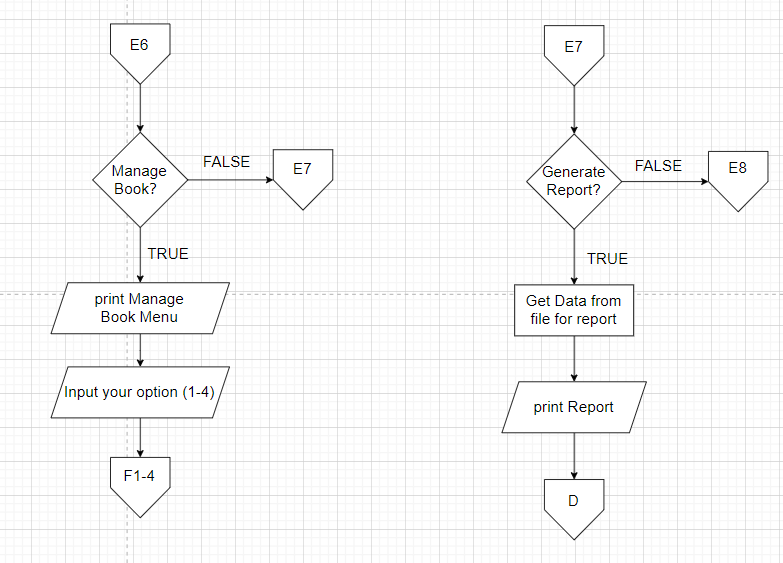 E6
Manage
Book?
FALSE
E7
TRUE
print Manage
Book Menu
Input your option (1-4)
F1-4
E7
Generate
Report?
FALSE
E8
TRUE
Get Data from
file for report
print Report
D